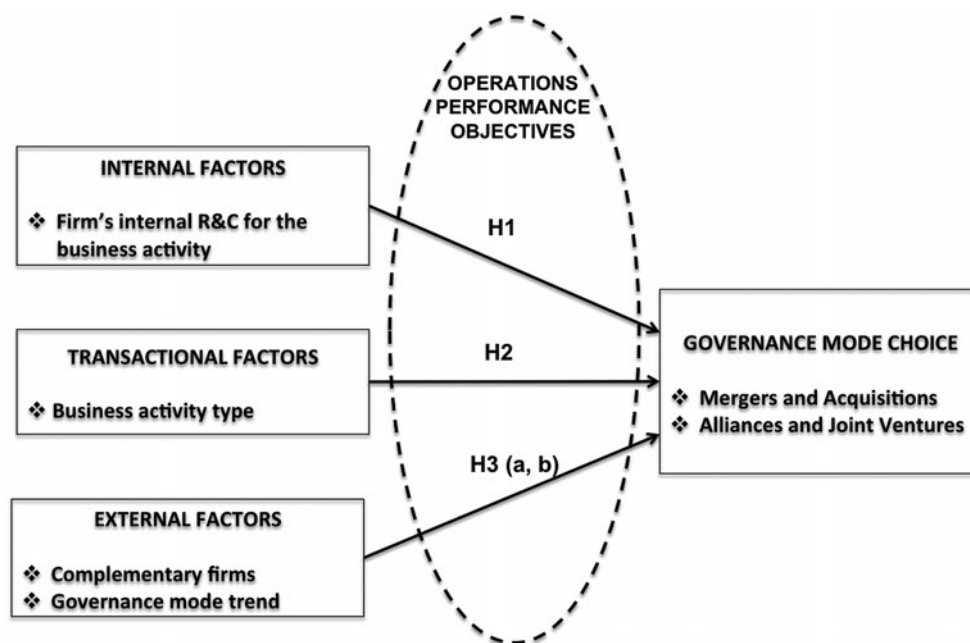 OPERATIONS
PERFORMANCE
OBJECTIVES
INTERNAL FACTORS
❖ Firm's internal R&C for the
business activity
H1
TRANSACTIONAL FACTORS
❖ Business activity type
H2
GOVERNANCE MODE CHOICE
❖ Mergers and Acquisitions
❖ Alliances and Joint Ventures
H3 (a, b)
EXTERNAL FACTORS
❖ Complementary firms
❖ Governance mode trend